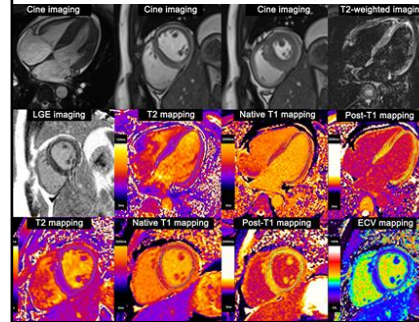 Cine imaging
Cine imaging
Cine imaging
T2-weighted imaging
LGE imaging
T2 mapping
Native T1 mapping
Post-T1 mapping
T2 mapping
Native T1 mapping
Post-T1 mapping
ECV mapping